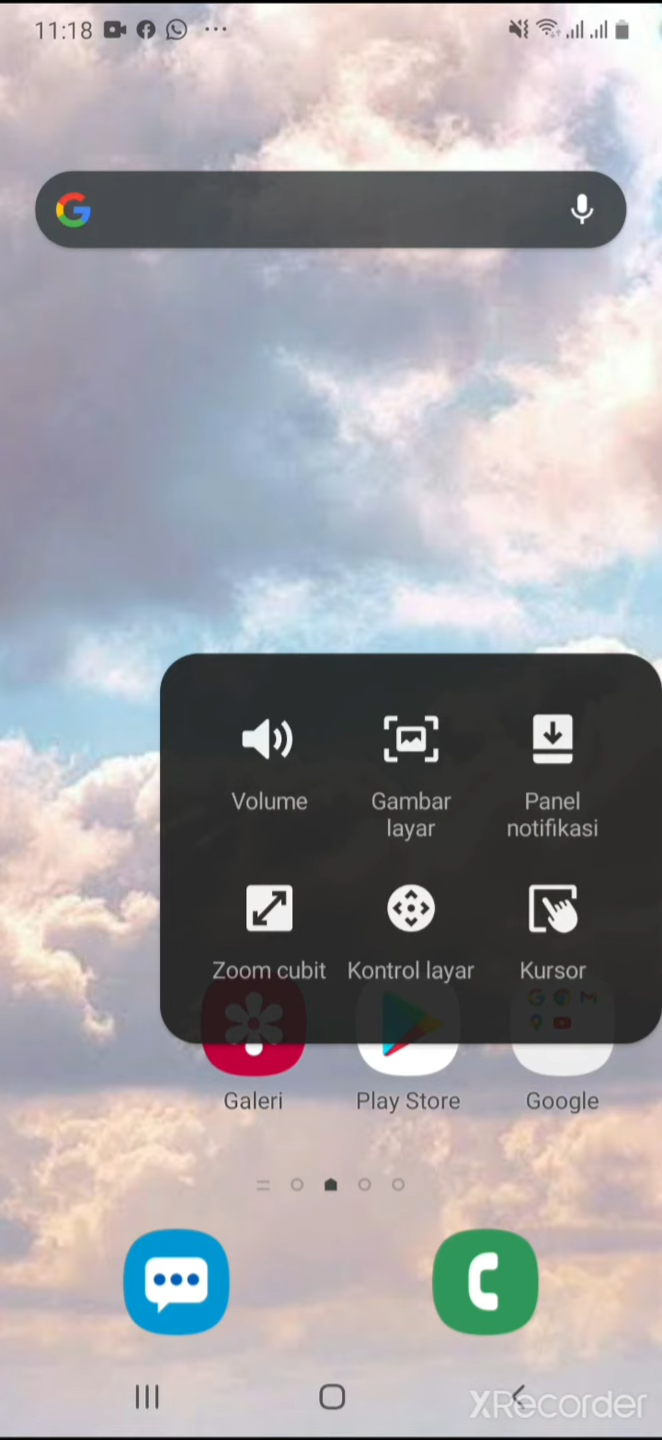 11:18
Volume
Gambar
layar
Panel
notifikasi
Zoom cubit
Kontrol layar
Kursor
Galeri
Play Store
Google
XRecorder